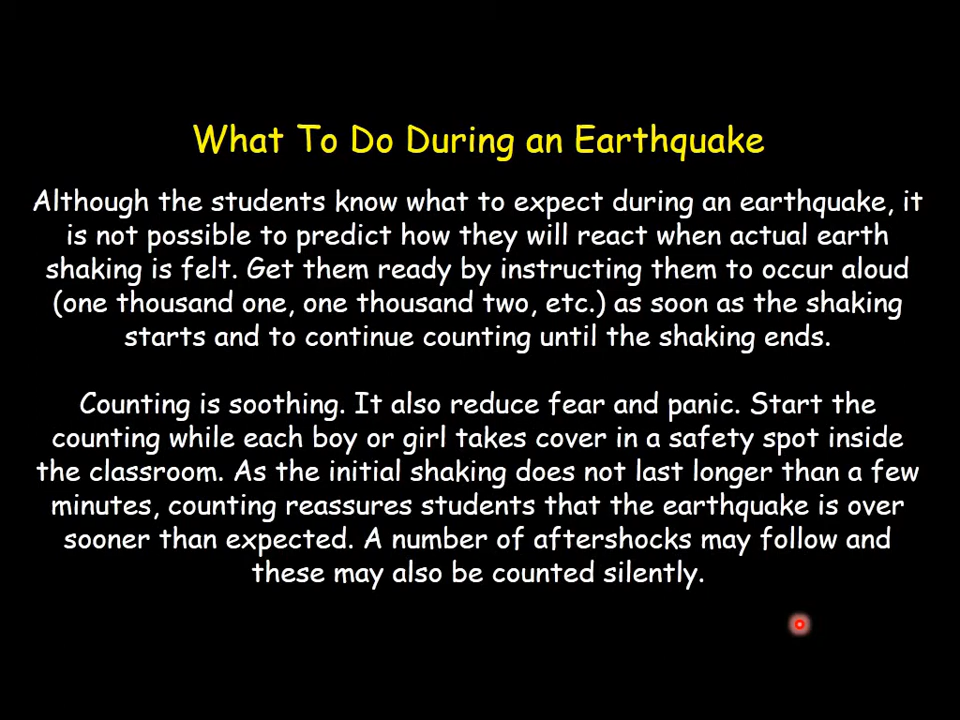 What To Do During an Earthquake
Although the students know what to expect during an earthquake, it
is not possible to predict how they will react when actual earth
shaking is felt. Get them ready by instructing them to occur aloud
(one thousand one, one thousand two, etc.) as soon as the shaking
starts and to continue counting until the shaking ends.
Counting is soothing. It also reduce fear and panic. Start the
counting while each boy or girl takes cover in a safety spot inside
the classroom. As the initial shaking does not last longer than a few
minutes, counting reassures students that the earthquake is over
sooner than expected. A number of aftershocks may follow and
these may also be counted silently.